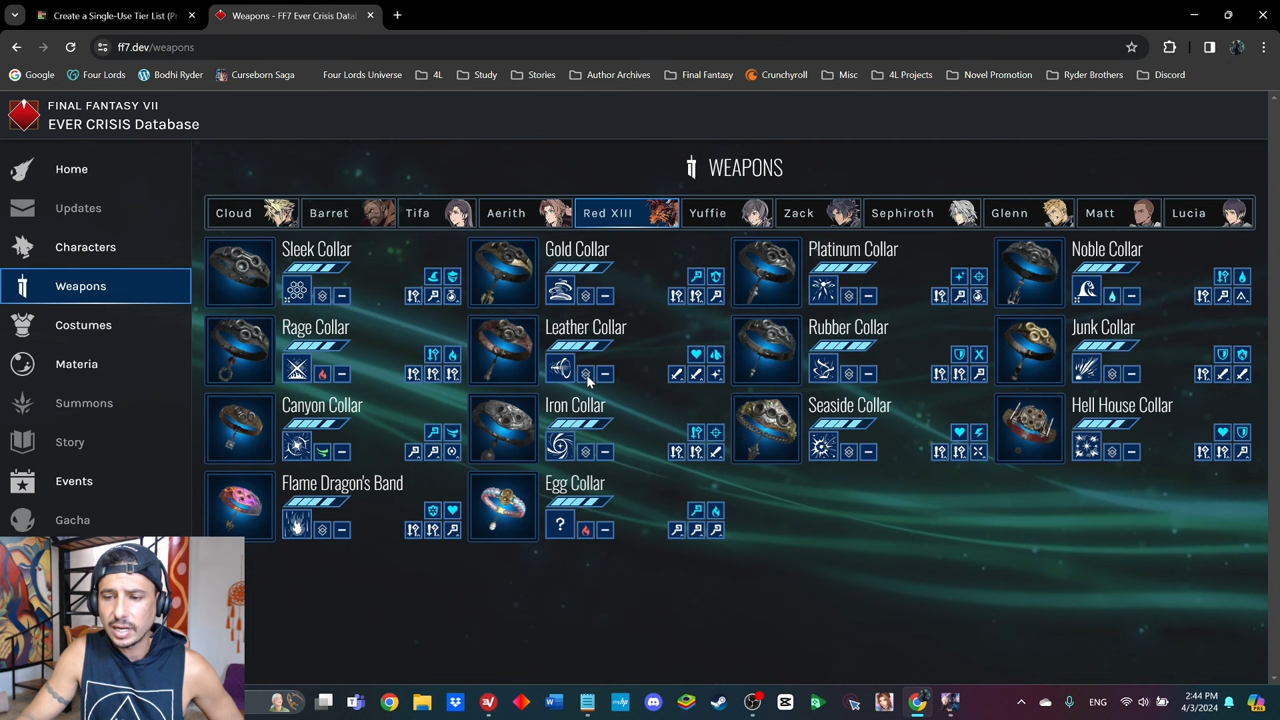 Create a Single-Use Tier List (Pr
Weapons - FF7 Ever Crisis Datal
ff7.dev/weapons
Google
Four Lords
Bodhi Ryder
Curseborn Saga
Four Lords Universe
4L
Study
Stories
Author Archives
Final Fantasy
Crunchyroll
Misc
4L Projects
Novel Promotion
Ryder Brothers
Discord
FINAL FANTASY VII
EVER CRISIS Database
Home
Updates
Characters
Weapons
Costumes
Materia
Summons
Story
Events
Gacha
WEAPONS
Cloud
Barret
Tifa
Aerith
Red XIII
Yuffie
Zack
Sephiroth
Glenn
Matt
Lucia
Sleek Collar
Gold Collar
Platinum Collar
Noble Collar
Rage Collar
Leather Collar
Rubber Collar
Junk Collar
Canyon Collar
Iron Collar
Seaside Collar
Hell House Collar
Flame Dragon's Band
Egg Collar
?
ENG
2:44 PM
4/3/2024